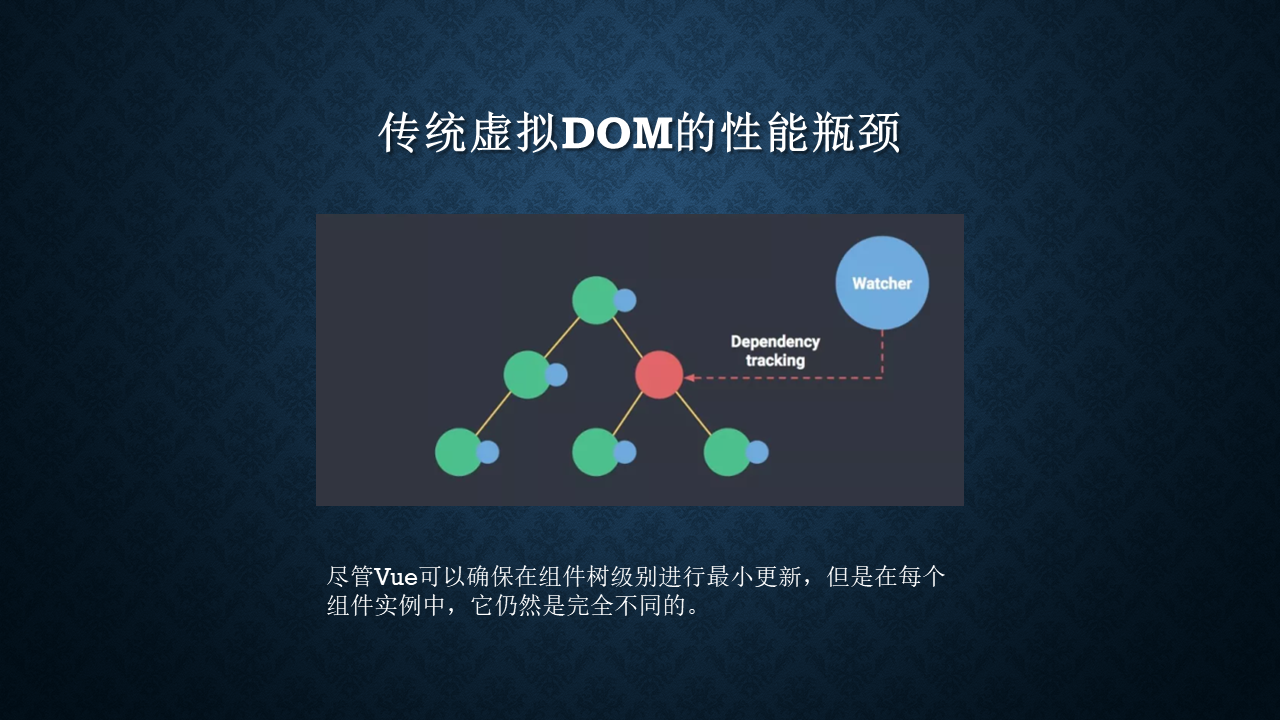 传统虚拟DOM的性能瓶颈
Watcher
Dependency
tracking
尽管Vue可以确保在组件树级别进行最小更新，但是在每个
组件实例中，它仍然是完全不同的。